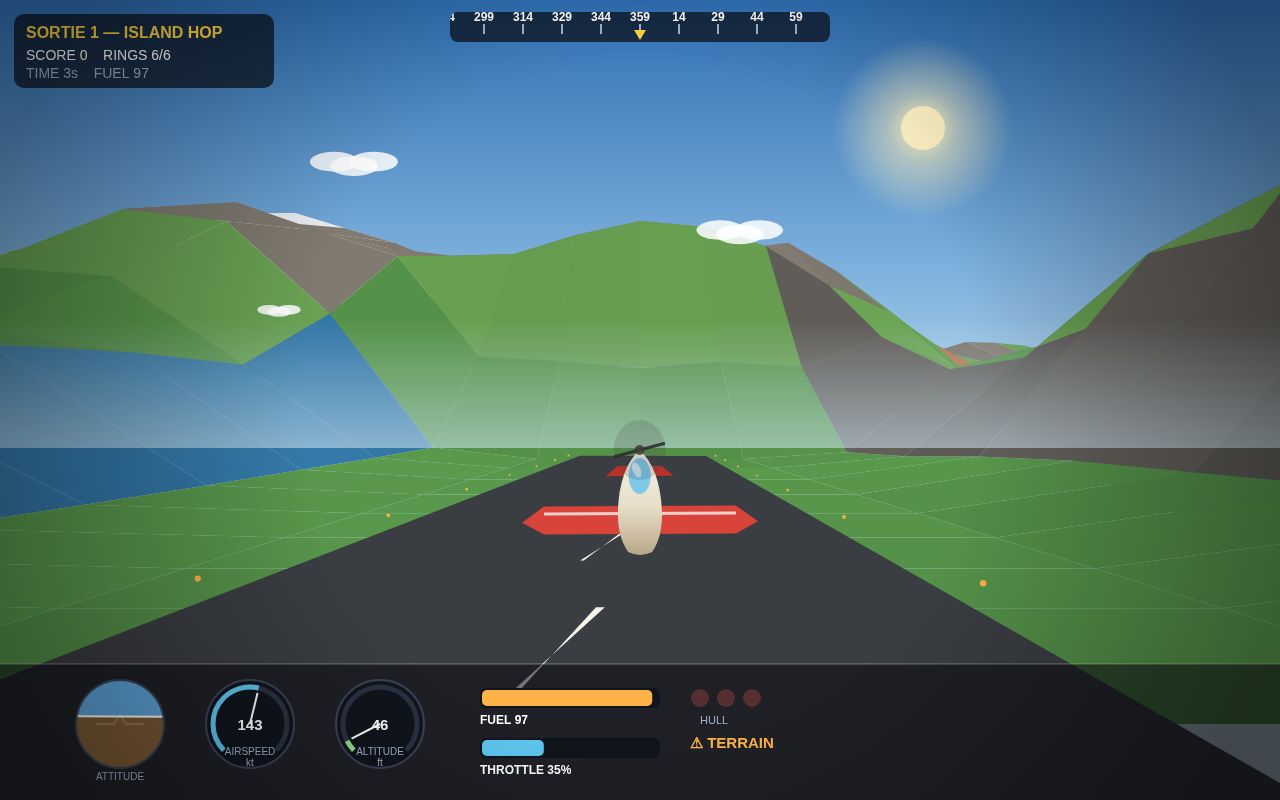 SORTIE 1 — ISLAND HOP
SCORE 0 RINGS 6/6
TIME 3s FUEL 97
299 314 329 344 359 14 29 44 59
143
AIRSPEED
kt
46
ALTITUDE
ft
ATTITUDE
FUEL 97
THROTTLE 35%
HULL
⚠ TERRAIN